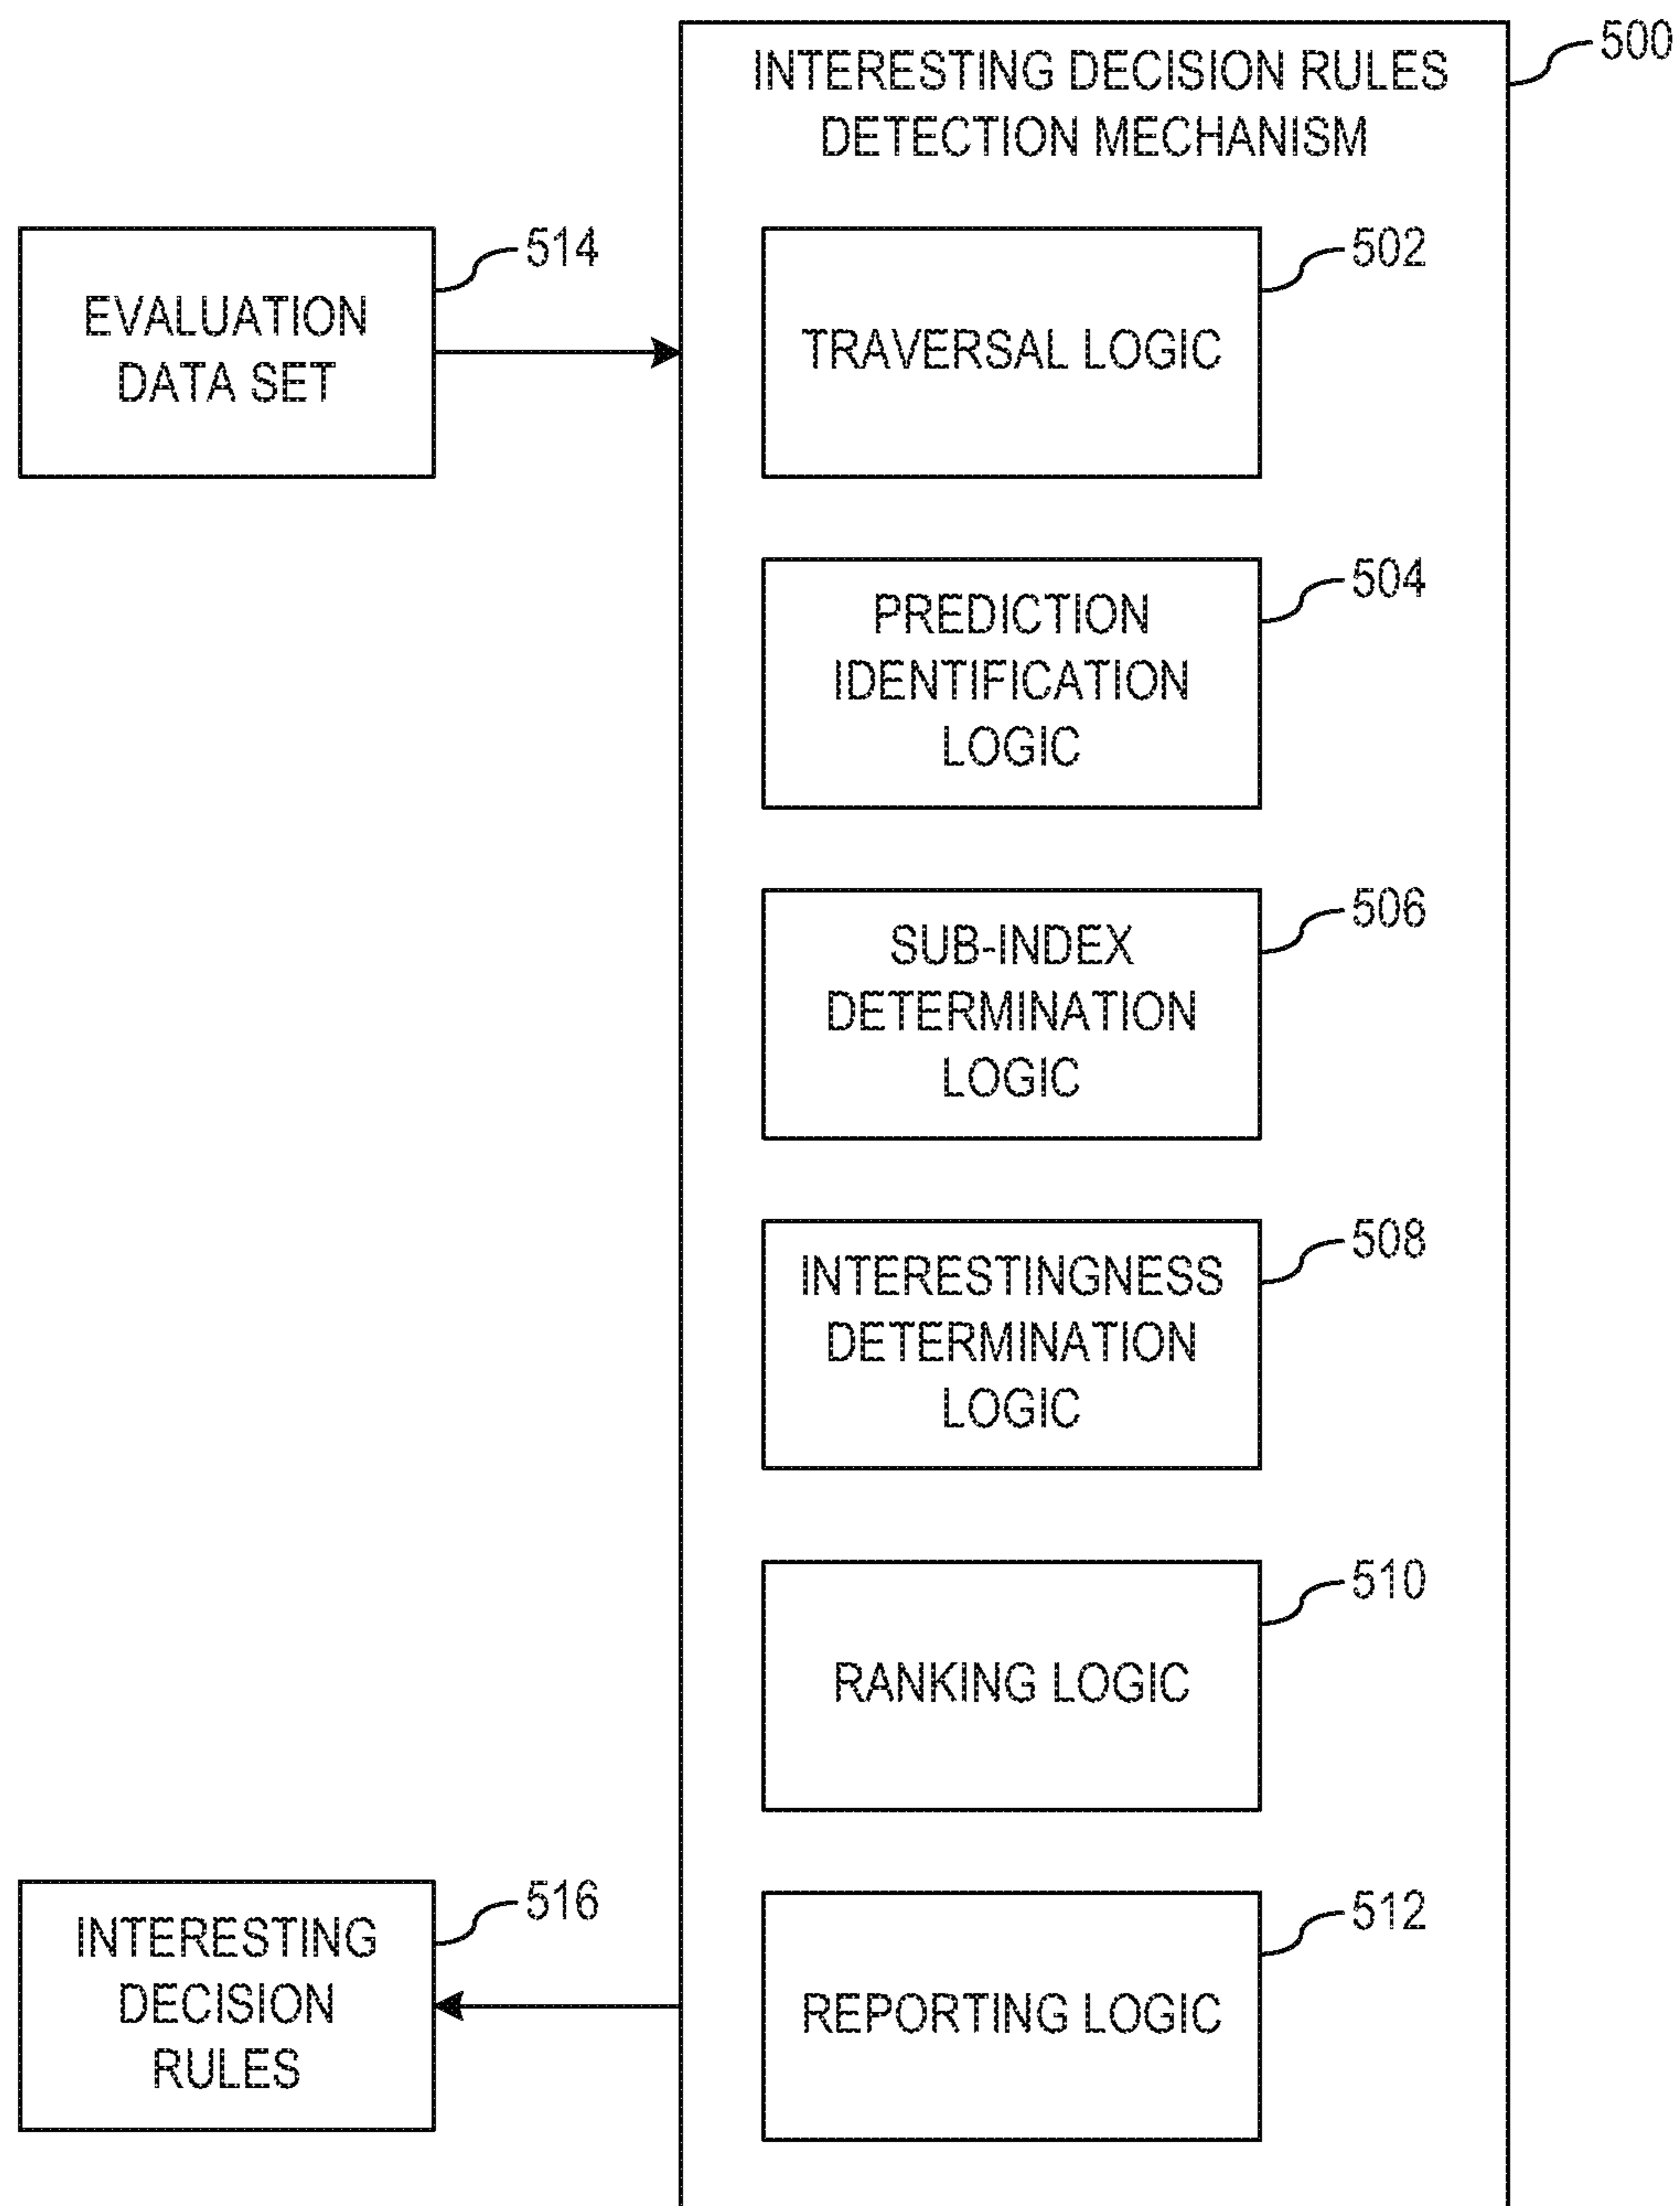 INTERESTING DECISION RULES
DETECTION MECHANISM
500
EVALUATION
DATA SET
514
TRAVERSAL LOGIC
502
PREDICTION
IDENTIFICATION
LOGIC
504
SUB-INDEX
DETERMINATION
LOGIC
506
INTERESTINGNESS
DETERMINATION
LOGIC
508
RANKING LOGIC
510
INTERESTING
DECISION
RULES
516
REPORTING LOGIC
512